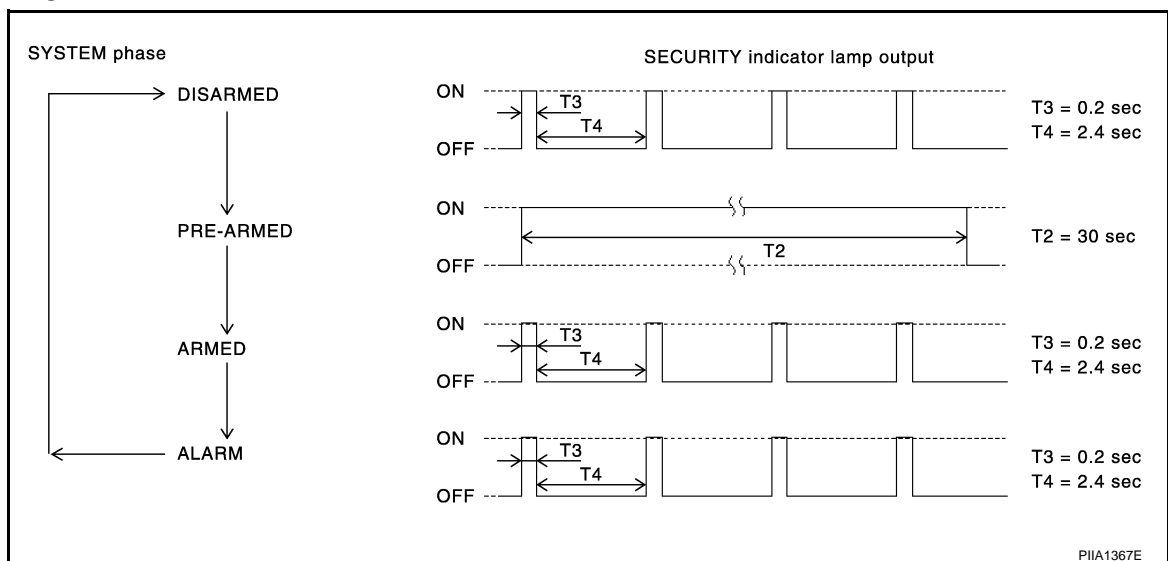 SYSTEM phase
SECURITY indicator lamp output
DISARMED
ON
T3
T4
OFF
T3 = 0.2 sec
T4 = 2.4 sec
PRE-ARMED
ON
T2
OFF
T2 = 30 sec
ARMED
ON
T3
T4
OFF
T3 = 0.2 sec
T4 = 2.4 sec
ALARM
ON
T3
T4
OFF
T3 = 0.2 sec
T4 = 2.4 sec
PIIA1367E